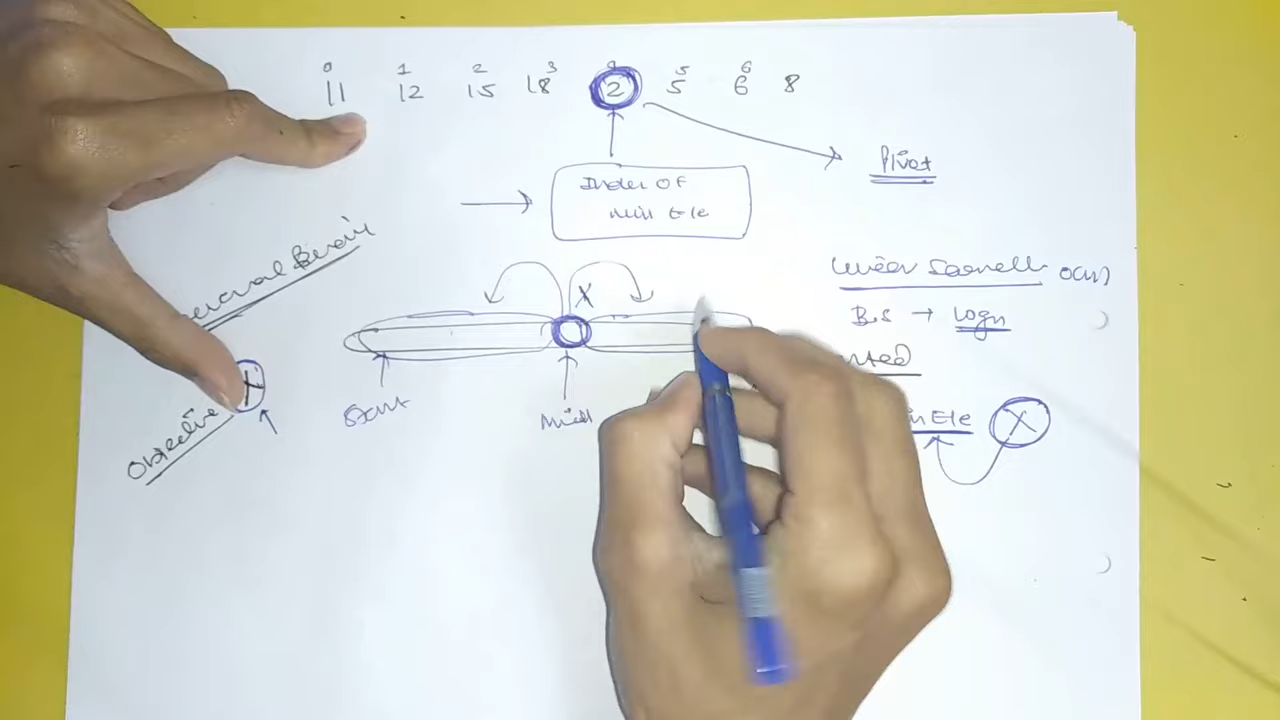 0 1 2 3 4 5 6
11 12 15 18 2 5 6 8
Pivot
Index Of
Min Ele
Linear Search O(n)
B.S → logn
X
Start
Mid
Objective X